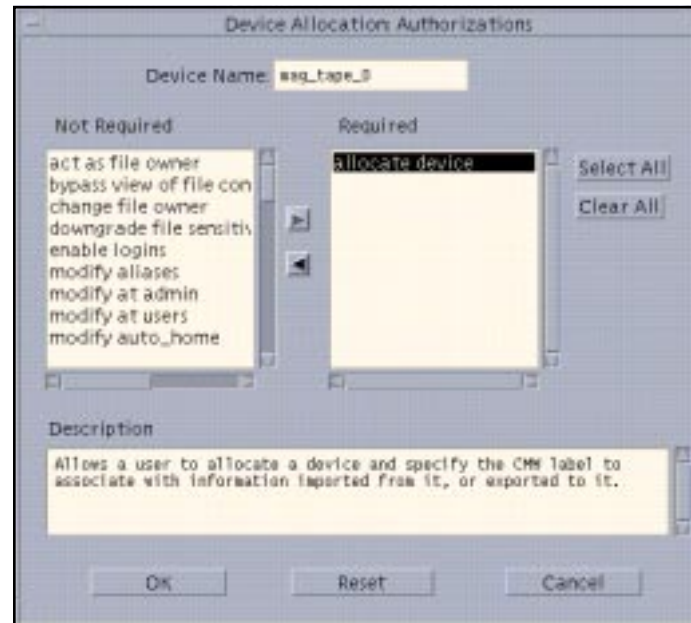 Device Allocation: Authorizations
Device Name: mag_tape_0
Not Required
act as file owner
bypass view of file con
change file owner
downgrade file sensitiv
enable logins
modify aliases
modify at admin
modify at users
modify auto_home
Required
allocate device
Select All
Clear All
Description
Allows a user to allocate a device and specify the CMW label to
associate with information imported from it, or exported to it.
OK
Reset
Cancel